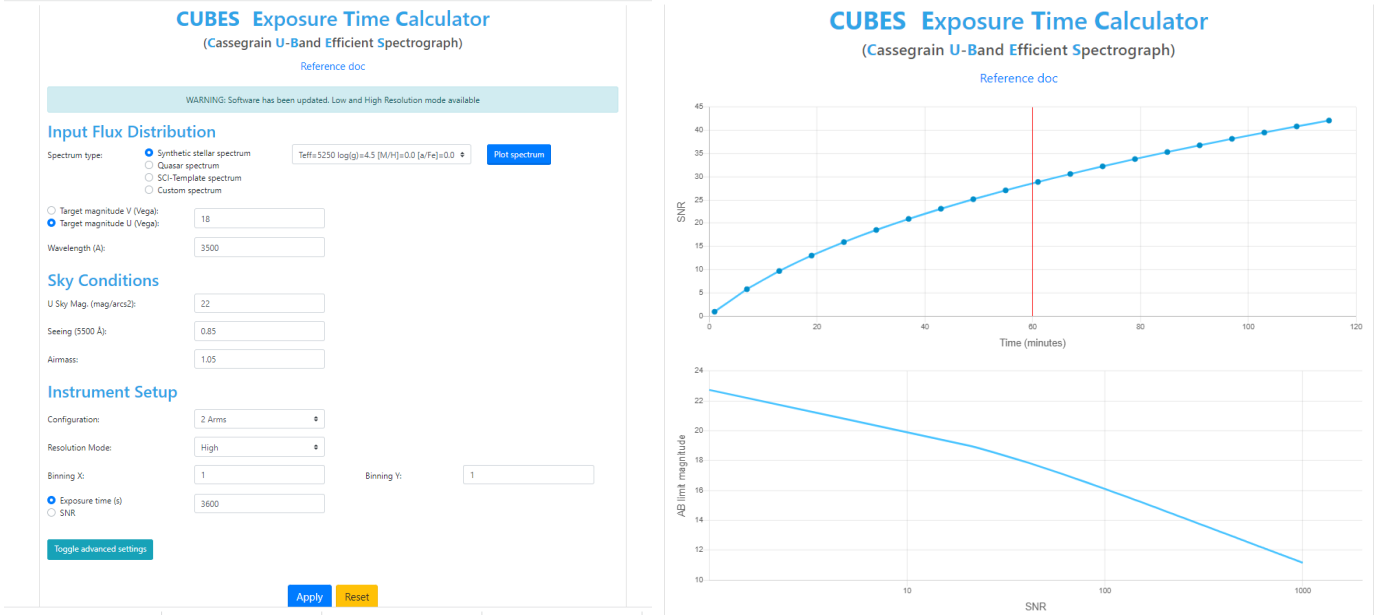 CUBES Exposure Time Calculator
(Cassegrain U-Band Efficient Spectrograph)
Reference doc
WARNING: Software has been updated. Low and High Resolution mode available
Input Flux Distribution
Spectrum type:
Synthetic stellar spectrum
Teff=5250 log(g)=4.5 [M/H]=0.0 [a/Fe]=0.0
Plot spectrum
Quasar spectrum
SCI-Template spectrum
Custom spectrum
Target magnitude V (Vega):
Target magnitude U (Vega):
18
Wavelength (A):
3500
Sky Conditions
U Sky Mag. (mag/arcs2):
22
Seeing (5500 Å):
0.85
Airmass:
1.05
Instrument Setup
Configuration:
2 Arms
Resolution Mode:
High
Binning X:
1
Binning Y:
1
Exposure time (s)
SNR
3600
Toggle advanced settings
Apply
Reset
CUBES Exposure Time Calculator
(Cassegrain U-Band Efficient Spectrograph)
Reference doc
45
40
35
30
25
20
15
10
5
0
SNR
0 20 40 60 80 100 120
Time (minutes)
24
22
20
18
16
14
12
10
AB limit magnitude
10 100 1000
SNR